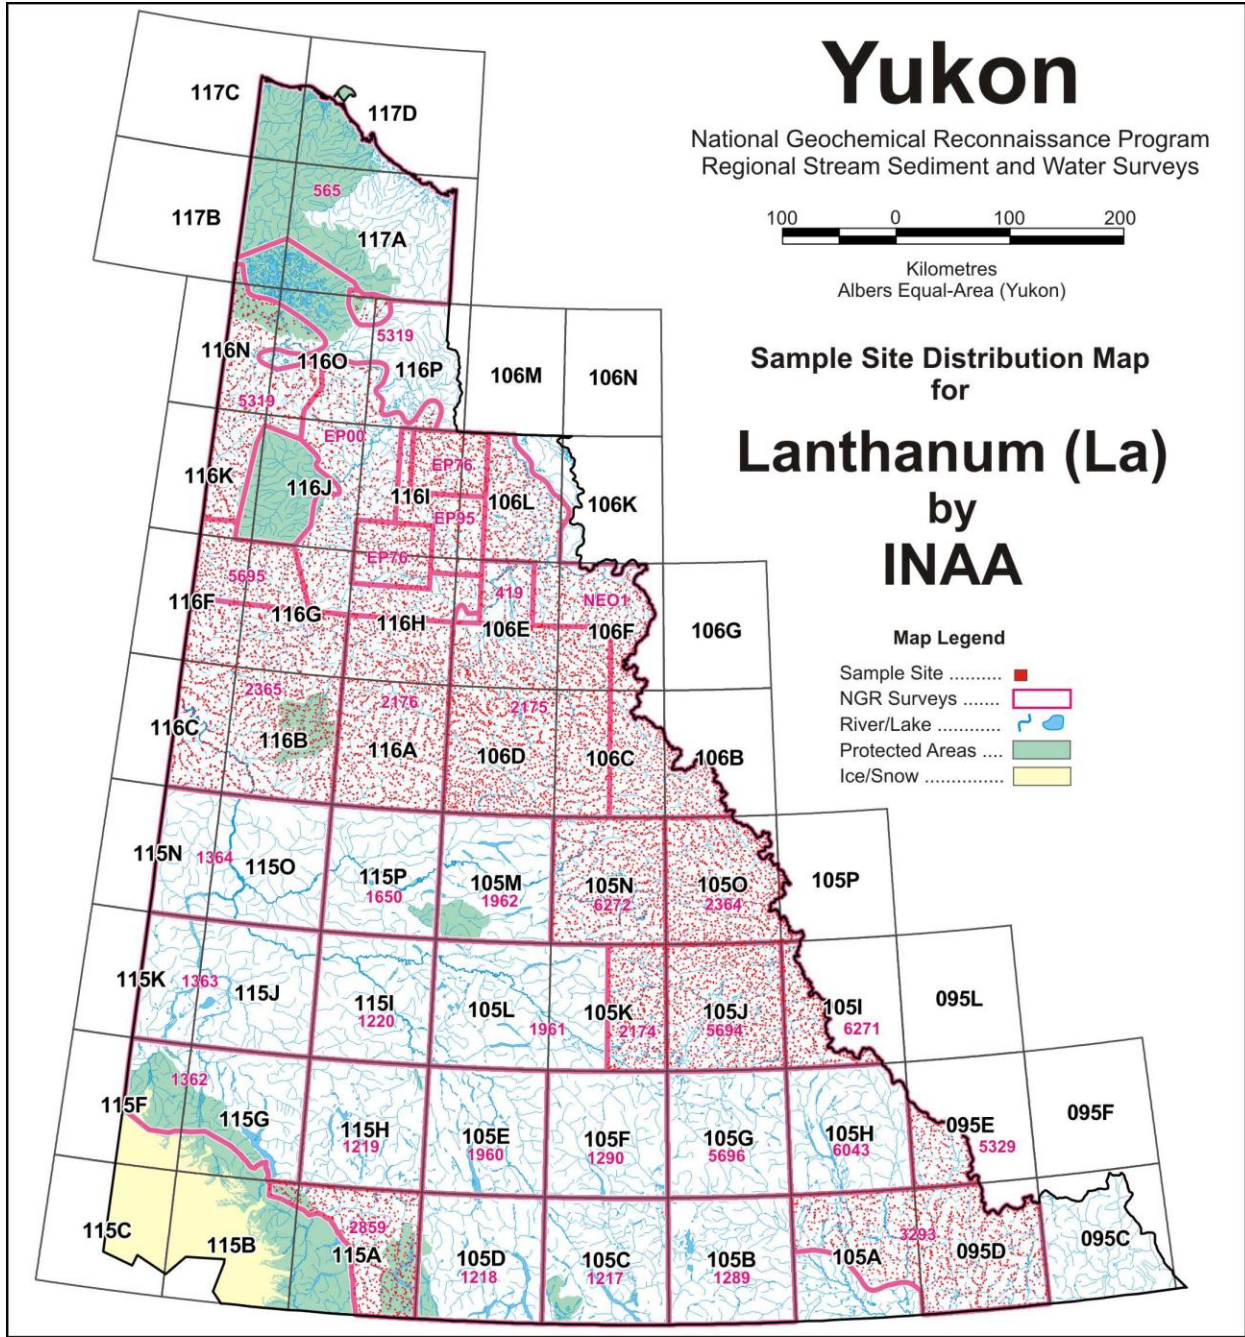 Yukon
National Geochemical Reconnaissance Program
Regional Stream Sediment and Water Surveys
100 0 100 200
Kilometres
Albers Equal-Area (Yukon)
Sample Site Distribution Map
for
Lanthanum (La)
by
INAA
Map Legend
Sample Site ..........
NGR Surveys .......
River/Lake ............
Protected Areas ....
Ice/Snow ...............
117C
117D
565
117B
117A
5319
116N
116O
116P
106M
106N
5319
EP00
EP76
116K
116J
116I
106L
106K
EP95
EP76
5695
419
NEO1
116F
116G
116H
106E
106F
106G
2365
2176
2175
116C
116B
116A
106D
106C
106B
115N
1364
115O
115P
1650
105M
1962
105N
6272
105O
2364
105P
115K
1363
115J
115I
1220
105L
1961
105K
2174
105J
5694
105I
6271
095L
1362
115F
115G
115H
1219
105E
1960
105F
1290
105G
5696
105H
6043
095E
5329
095F
115C
115B
2859
115A
105D
1218
105C
1217
105B
1289
105A
3293
095D
095C